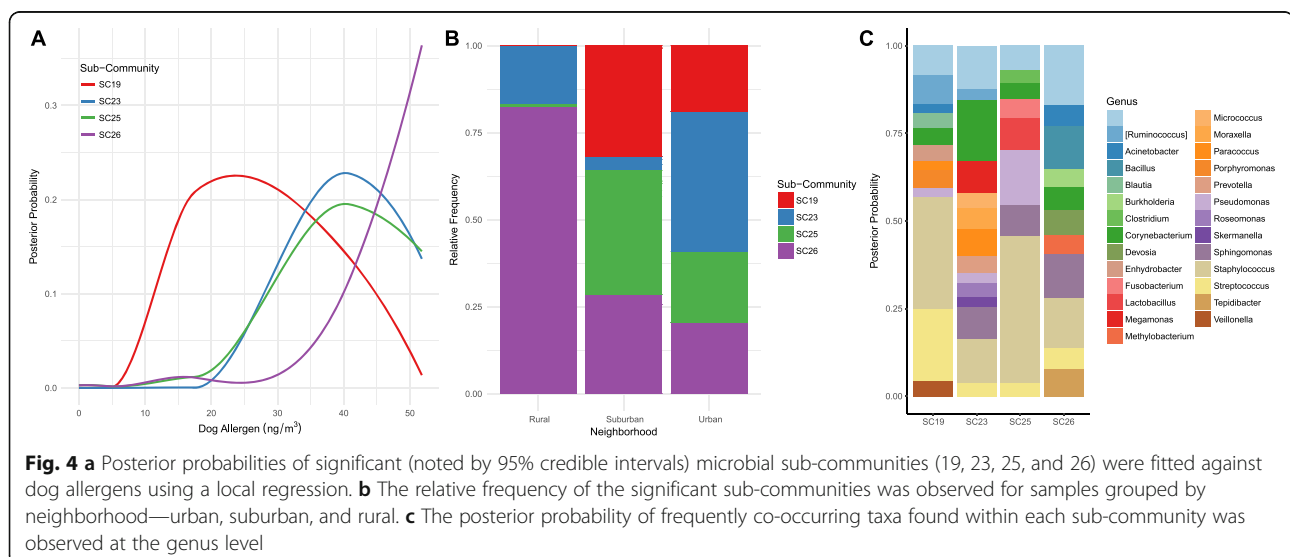 A
B
C
Sub-Community
SC19
SC23
SC25
SC26
Posterior Probability
0.3
0.2
0.1
0.0
0
10
20
30
40
50
Dog Allergen (ng/m³)
Relative Frequency
1.00
0.75
0.50
0.25
0.00
Rural
Suburban
Urban
Neighborhood
Sub-Community
SC19
SC23
SC25
SC26
Posterior Probability
1.00
0.75
0.50
0.25
0.00
SC19
SC23
SC25
SC26
Genus
[Ruminococcus]
Acinetobacter
Bacillus
Blautia
Burkholderia
Clostridium
Corynebacterium
Devosia
Enhydrobacter
Fusobacterium
Lactobacillus
Megamonas
Methylobacterium
Micrococcus
Moraxella
Paracoccus
Porphyromonas
Prevotella
Pseudomonas
Roseomonas
Skermanella
Sphingomonas
Staphylococcus
Streptococcus
Tepidibacter
Veillonella
Fig. 4 a Posterior probabilities of significant (noted by 95% credible intervals) microbial sub-communities (19, 23, 25, and 26) were fitted against
dog allergens using a local regression. b The relative frequency of the significant sub-communities was observed for samples grouped by
neighborhood—urban, suburban, and rural. c The posterior probability of frequently co-occurring taxa found within each sub-community was
observed at the genus level